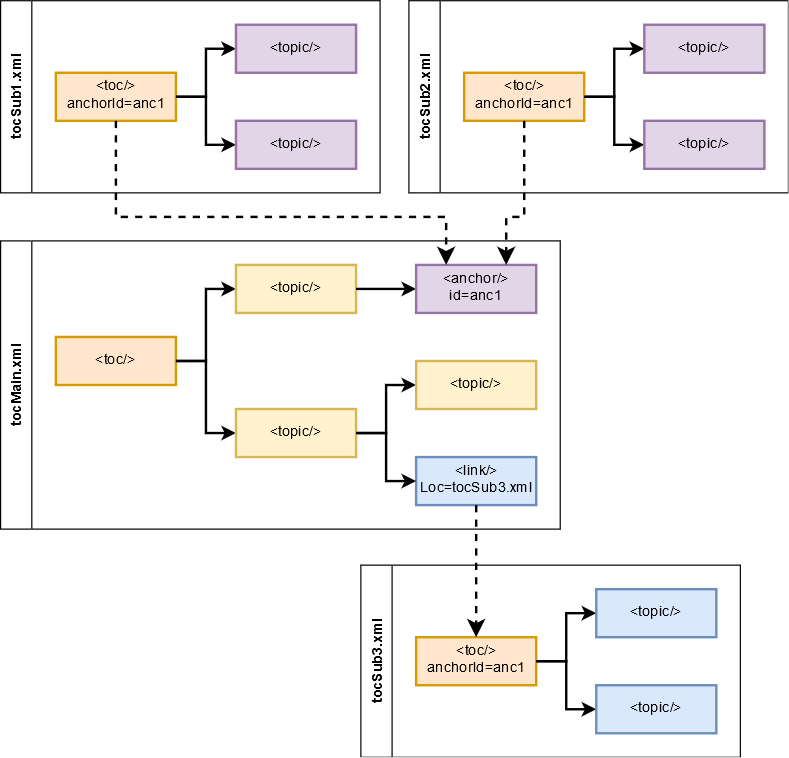 tocSub1.xml
<topic/>
<toc/>
anchorId=anc1
<topic/>
tocSub2.xml
<topic/>
<toc/>
anchorId=anc1
<topic/>
tocMain.xml
<topic/>
<anchor/>
id=anc1
<toc/>
<topic/>
<topic/>
<link/>
Loc=tocSub3.xml
tocSub3.xml
<topic/>
<toc/>
anchorId=anc1
<topic/>